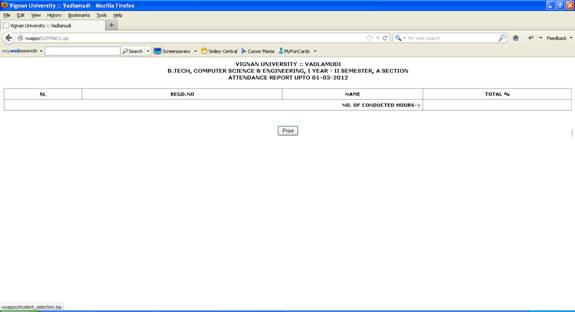 Vignan University :: Vadlamudi - Mozilla Firefox
File Edit View History Bookmarks Tools Help
Vignan University :: Vadlamudi
My Web Search
Feedback
mywebsearch Search Screensavers Smiley Central Cursor Mania MyFunCards
VIGNAN UNIVERSITY :: VADLAMUDI
B.TECH, COMPUTER SCIENCE & ENGINEERING, I YEAR - II SEMESTER, A SECTION
ATTENDANCE REPORT UPTO 01-03-2012
SL REGD.NO NAME TOTAL %
NO. OF CONDUCTED HOURS->
Print
vuapps/student_selection.jsp